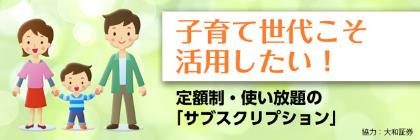 子育て世代こそ
活用したい！
定額制・使い放題の
「サブスクリプション」
協力：大和証券